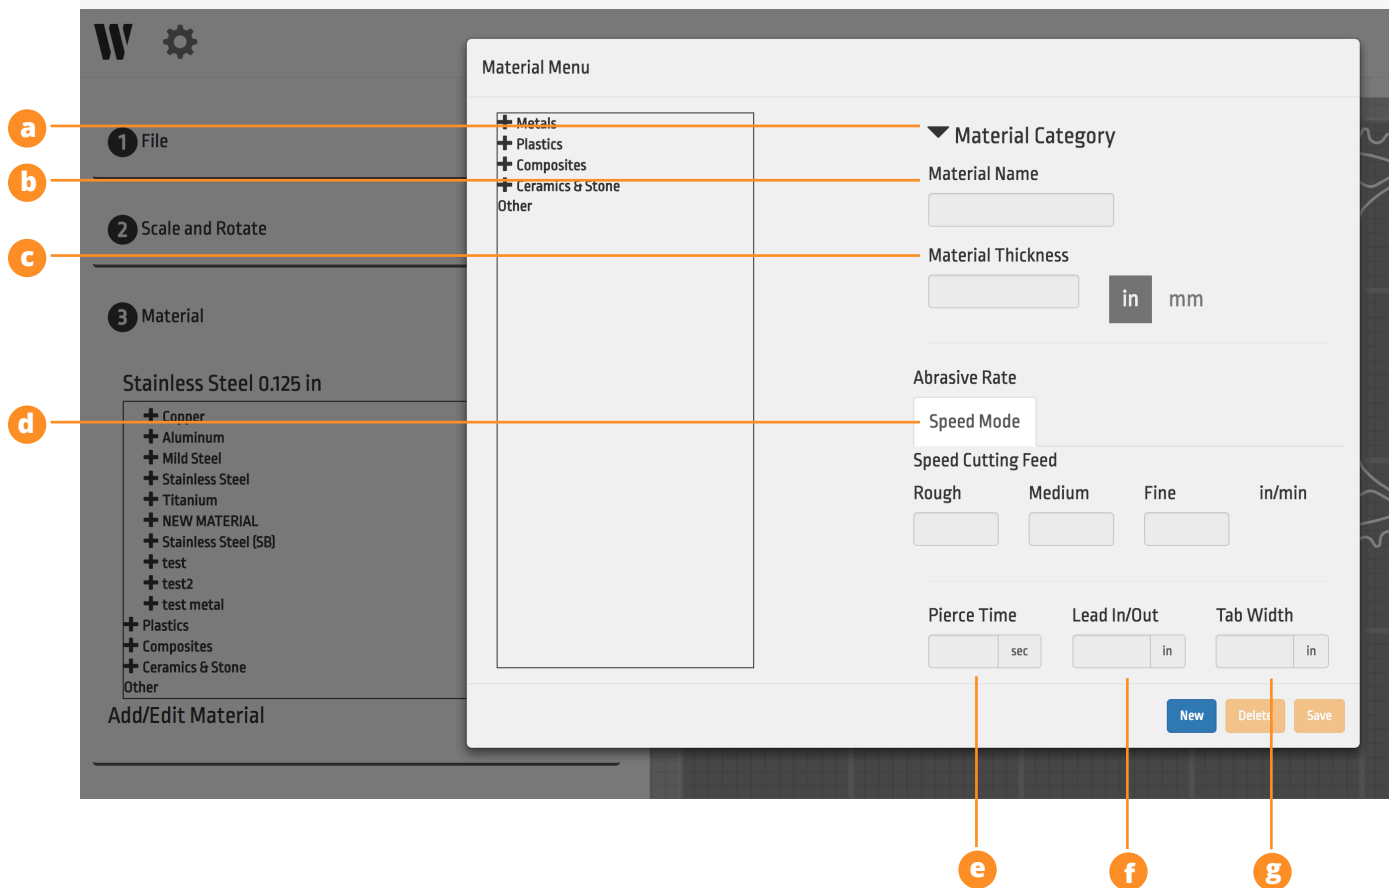 W
Material Menu
a
b
c
d
1 File
2 Scale and Rotate
3 Material
Stainless Steel 0.125 in
Copper
Aluminum
Mild Steel
Stainless Steel
Titanium
NEW MATERIAL
Stainless Steel (SB)
test
test2
test metal
Plastics
Composites
Ceramics & Stone
Other
Add/Edit Material
Metals
Plastics
Composites
Ceramics & Stone
Other
Material Category
Material Name
Material Thickness
in mm
Abrasive Rate
Speed Mode
Speed Cutting Feed
Rough Medium Fine in/min
Pierce Time Lead In/Out Tab Width
sec in in
New Delete Save
e f g